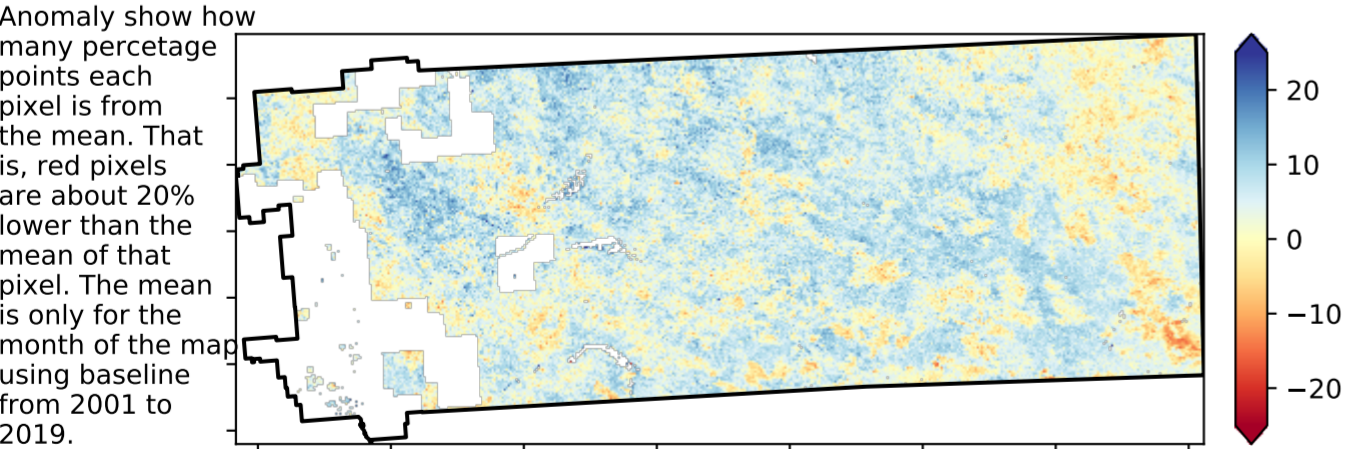 Anomaly show how
many percetage
points each
pixel is from
the mean. That
is, red pixels
are about 20%
lower than the
mean of that
pixel. The mean
is only for the
month of the map
using baseline
from 2001 to
2019.
20
10
0
−10
−20